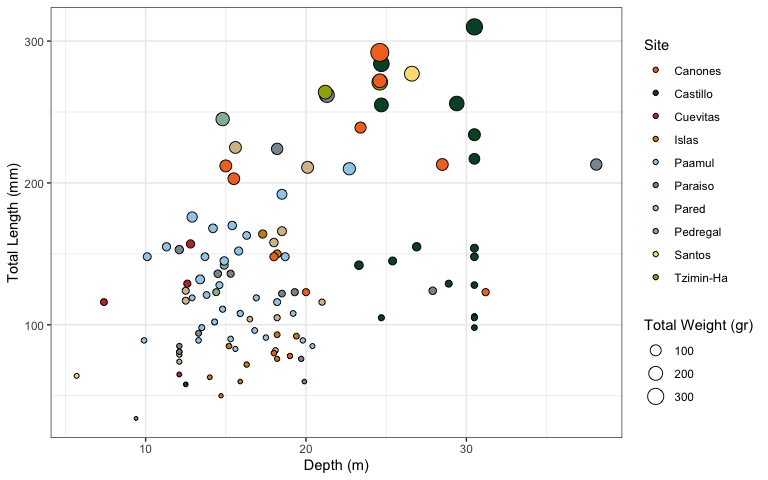 300
200
100
10
20
30
Total Length (mm)
Depth (m)
Site
Canones
Castillo
Cuevitas
Islas
Paamul
Paraiso
Pared
Pedregal
Santos
Tzimin-Ha
Total Weight (gr)
100
200
300